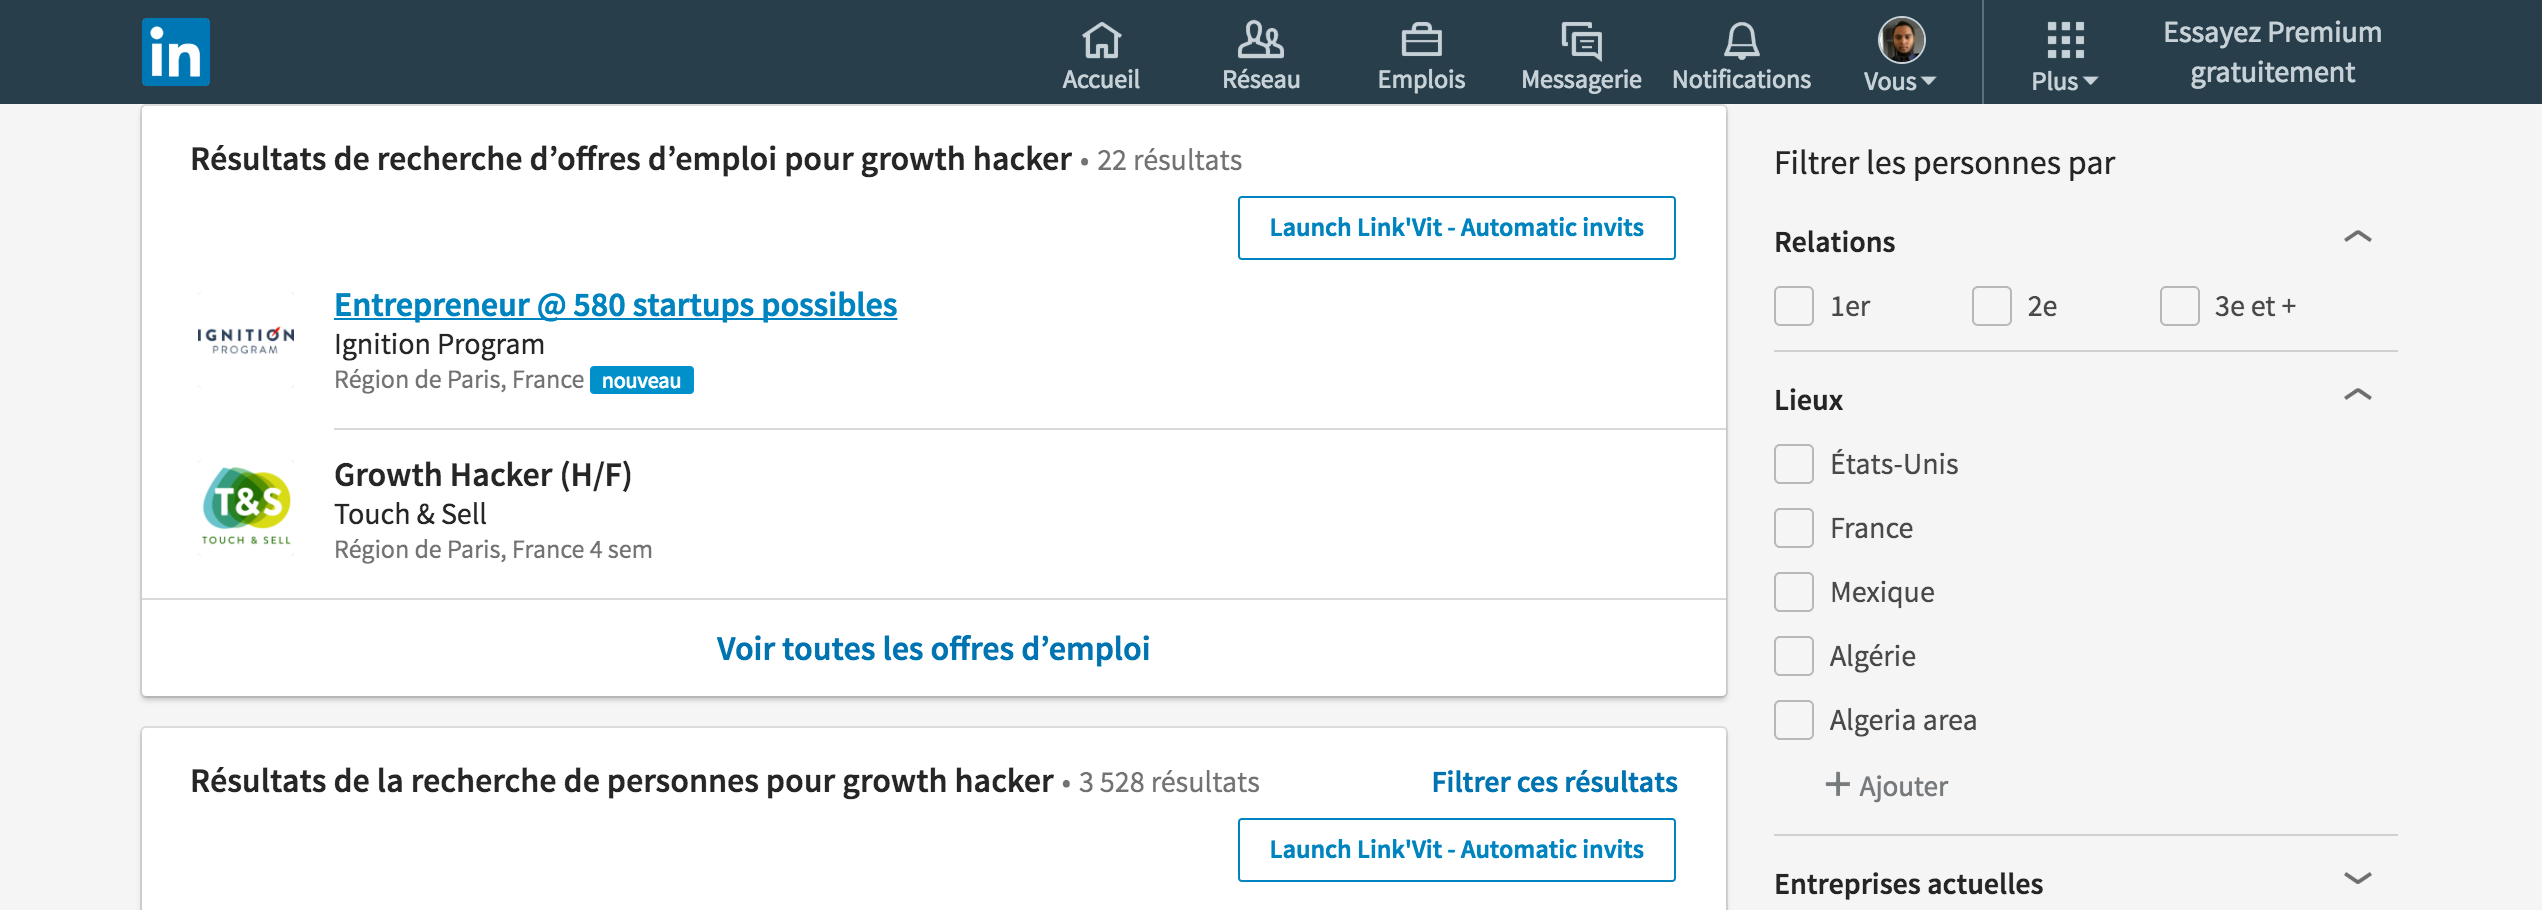 in
Accueil
Réseau
Emplois
Messagerie
Notifications
Vous
Plus
Essayez Premium
gratuitement
Résultats de recherche d’offres d’emploi pour growth hacker • 22 résultats
Launch Link'Vit - Automatic invits
IGNITION
PROGRAM
Entrepreneur @ 580 startups possibles
Ignition Program
Région de Paris, France nouveau
T&S
TOUCH & SELL
Growth Hacker (H/F)
Touch & Sell
Région de Paris, France 4 sem
Voir toutes les offres d’emploi
Résultats de la recherche de personnes pour growth hacker • 3 528 résultats
Filtrer ces résultats
Launch Link'Vit - Automatic invits
Filtrer les personnes par
Relations
1er 2e 3e et +
Lieux
États-Unis
France
Mexique
Algérie
Algeria area
+ Ajouter
Entreprises actuelles